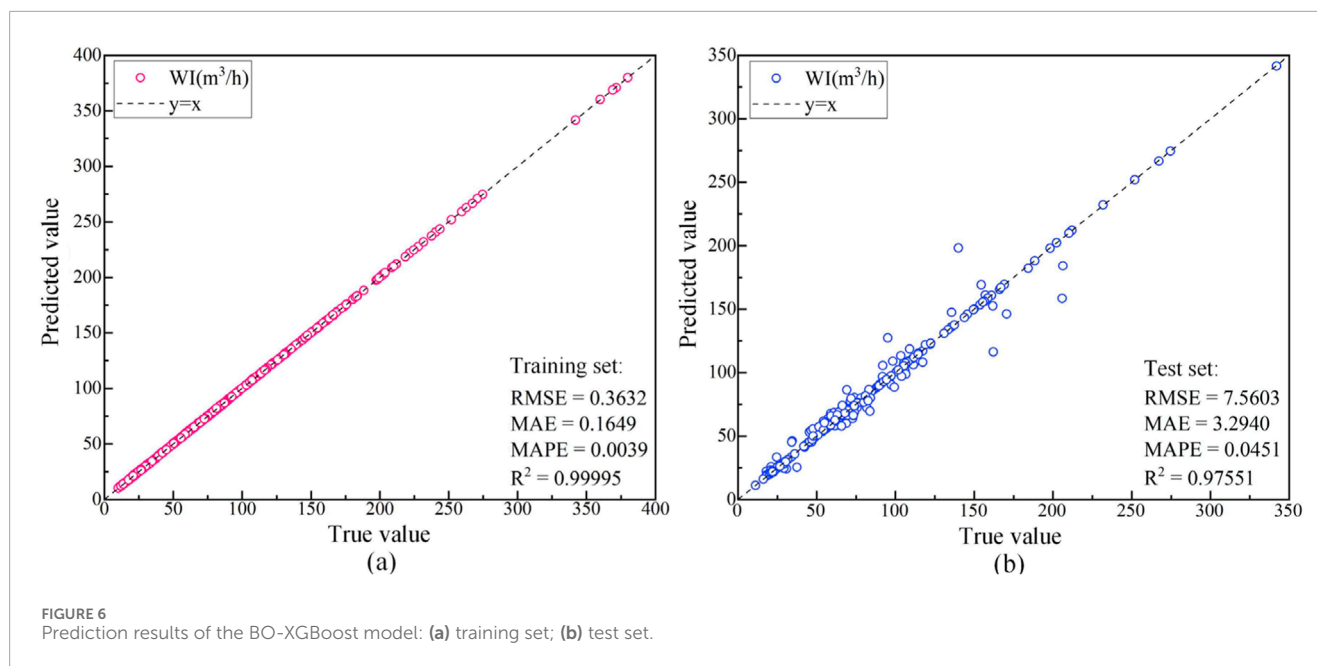 400
350
300
250
200
150
100
50
0
Predicted value
WI(m³/h)
y=x
Training set:
RMSE = 0.3632
MAE = 0.1649
MAPE = 0.0039
R² = 0.99995
0 50 100 150 200 250 300 350 400
True value
(a)
350
300
250
200
150
100
50
0
Predicted value
WI(m³/h)
y=x
Test set:
RMSE = 7.5603
MAE = 3.2940
MAPE = 0.0451
R² = 0.97551
0 50 100 150 200 250 300 350
True value
(b)
FIGURE 6
Prediction results of the BO-XGBoost model: (a) training set; (b) test set.